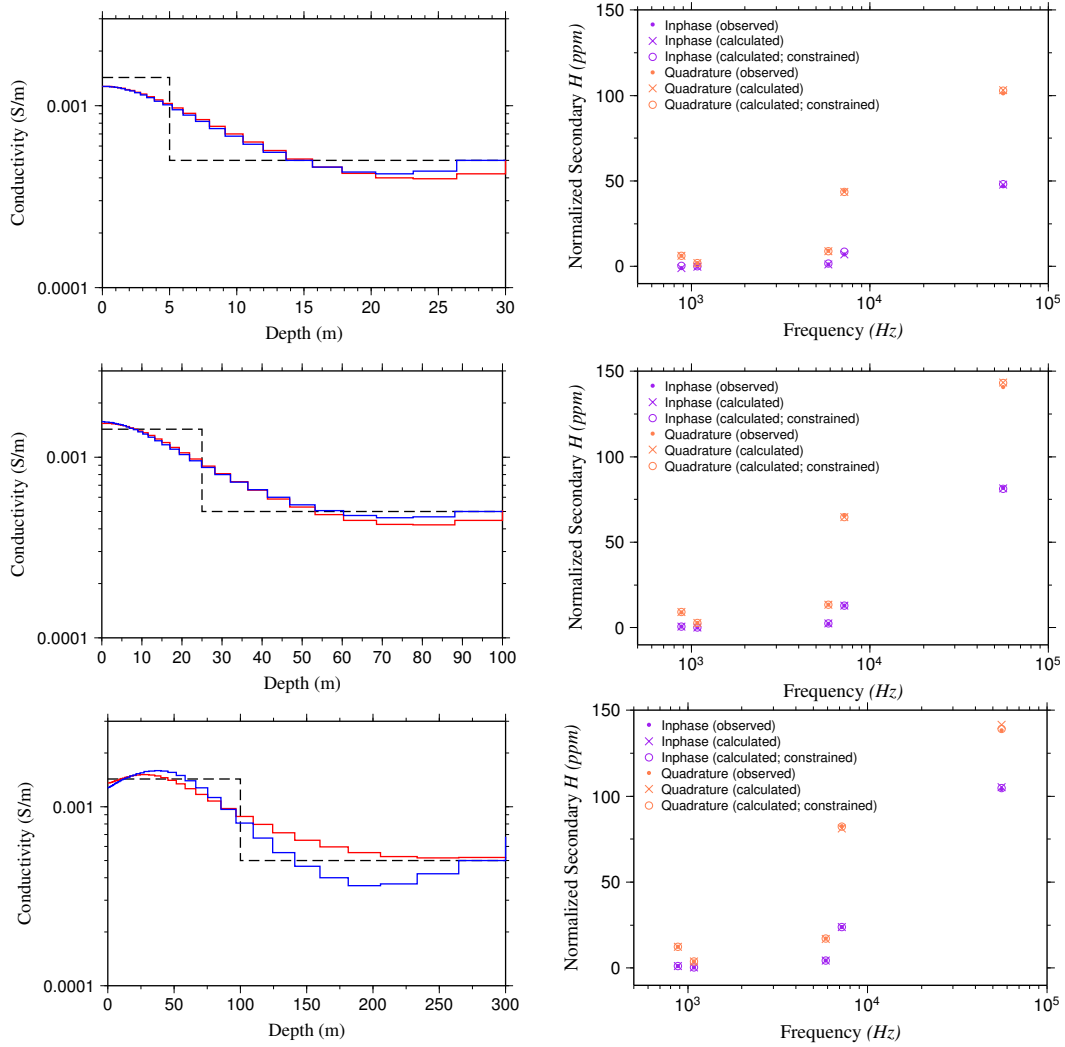 Conductivity (S/m)
0.001
0.0001
0 5 10 15 20 25 30
Depth (m)
Normalized Secondary H (ppm)
150
100
50
0
Inphase (observed)
Inphase (calculated)
Inphase (calculated; constrained)
Quadrature (observed)
Quadrature (calculated)
Quadrature (calculated; constrained)
10³ 10⁴ 10⁵
Frequency (Hz)
Conductivity (S/m)
0.001
0.0001
0 10 20 30 40 50 60 70 80 90 100
Depth (m)
Normalized Secondary H (ppm)
150
100
50
0
Inphase (observed)
Inphase (calculated)
Inphase (calculated; constrained)
Quadrature (observed)
Quadrature (calculated)
Quadrature (calculated; constrained)
10³ 10⁴ 10⁵
Frequency (Hz)
Conductivity (S/m)
0.001
0.0001
0 50 100 150 200 250 300
Depth (m)
Normalized Secondary H (ppm)
150
100
50
0
Inphase (observed)
Inphase (calculated)
Inphase (calculated; constrained)
Quadrature (observed)
Quadrature (calculated)
Quadrature (calculated; constrained)
10³ 10⁴ 10⁵
Frequency (Hz)